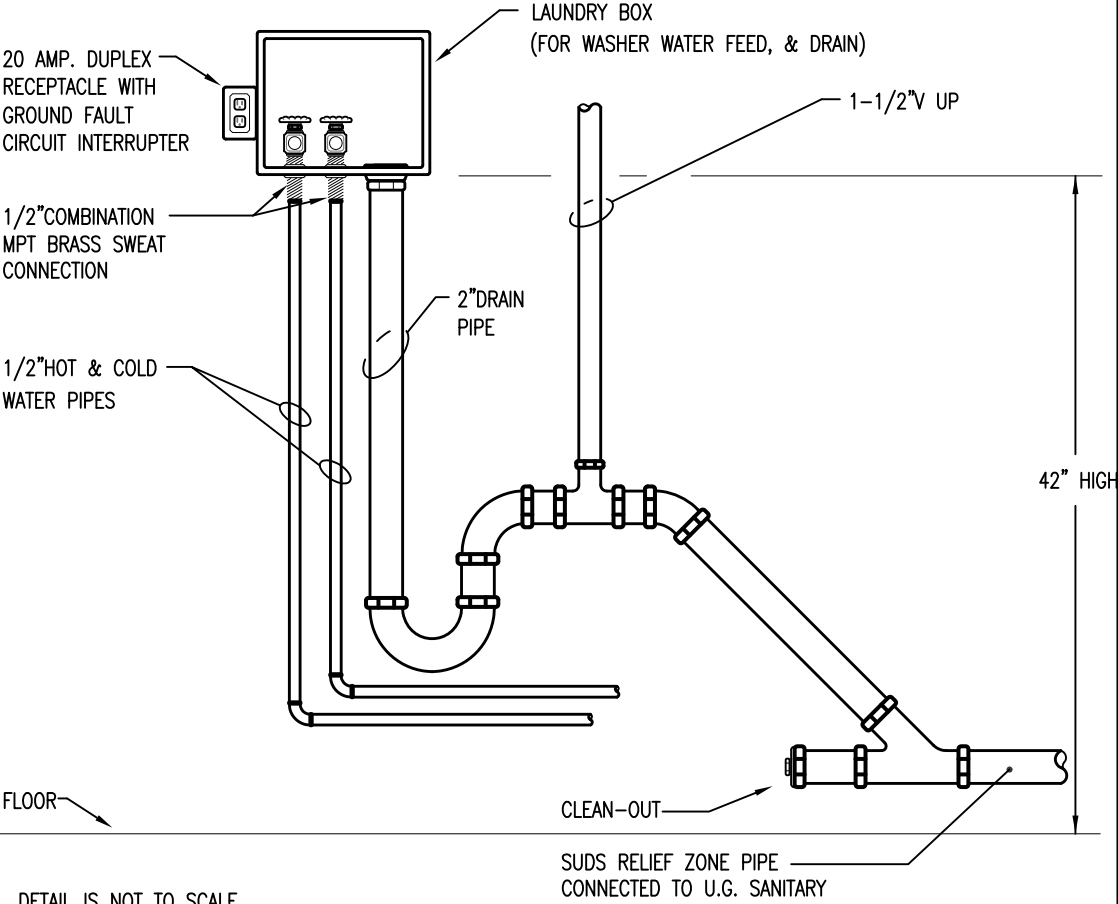 LAUNDRY BOX
(FOR WASHER WATER FEED, & DRAIN)
20 AMP. DUPLEX
RECEPTACLE WITH
GROUND FAULT
CIRCUIT INTERRUPTER
1-1/2"V UP
1/2"COMBINATION
MPT BRASS SWEAT
CONNECTION
2"DRAIN
PIPE
1/2"HOT & COLD
WATER PIPES
42" HIGH
FLOOR
CLEAN-OUT
SUDS RELIEF ZONE PIPE
CONNECTED TO U.G. SANITARY
DETAIL IS NOT TO SCALE